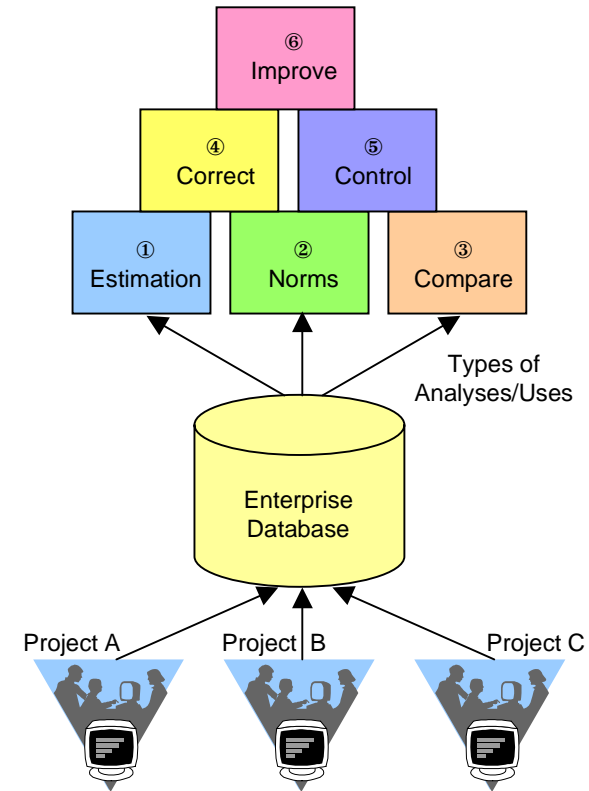 ⑥
Improve
④
Correct
⑤
Control
①
Estimation
②
Norms
③
Compare
Types of
Analyses/Uses
Enterprise
Database
Project A
Project B
Project C